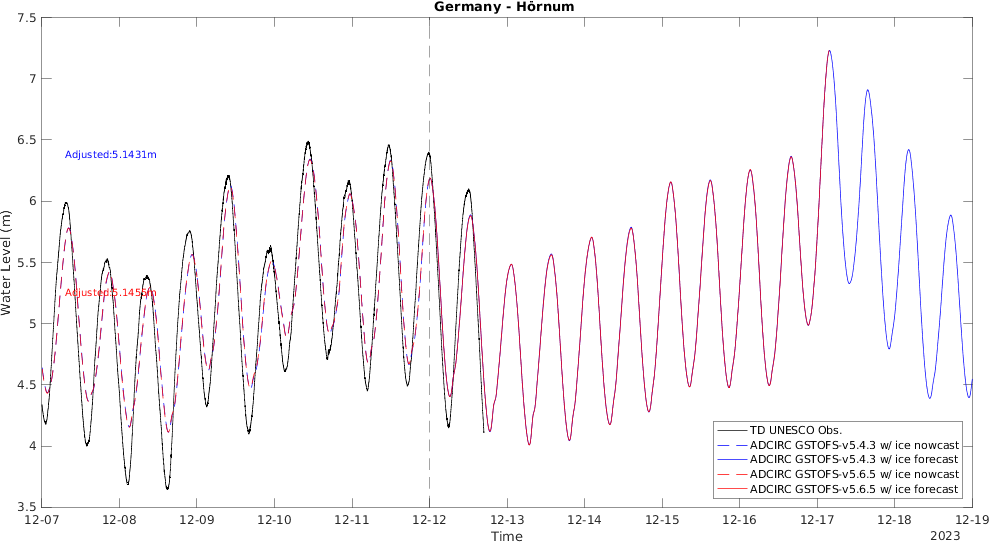 Germany - Hörnum
7.5
7
6.5
6
5.5
5
4.5
4
3.5
Water Level (m)
Adjusted:5.1431m
Adjusted:5.1456m
TD UNESCO Obs.
ADCIRC GSTOFS-v5.4.3 w/ ice nowcast
ADCIRC GSTOFS-v5.4.3 w/ ice forecast
ADCIRC GSTOFS-v5.6.5 w/ ice nowcast
ADCIRC GSTOFS-v5.6.5 w/ ice forecast
12-07 12-08 12-09 12-10 12-11 12-12 12-13 12-14 12-15 12-16 12-17 12-18 12-19
Time
2023